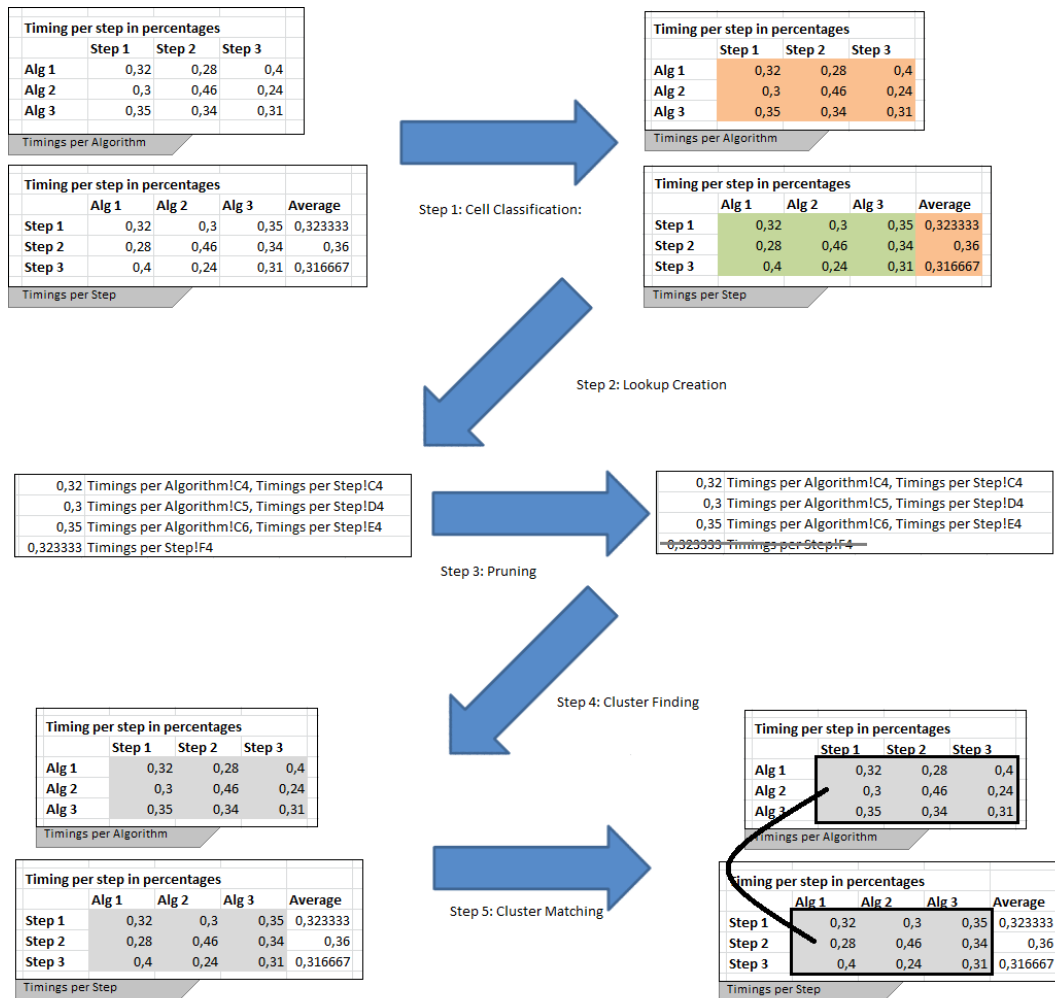 Timing per step in percentages
Step 1 Step 2 Step 3
Alg 1 0,32 0,28 0,4
Alg 2 0,3 0,46 0,24
Alg 3 0,35 0,34 0,31
Timings per Algorithm
Timing per step in percentages
Alg 1 Alg 2 Alg 3 Average
Step 1 0,32 0,3 0,35 0,323333
Step 2 0,28 0,46 0,34 0,36
Step 3 0,4 0,24 0,31 0,316667
Timings per Step
Step 1: Cell Classification:
Timing per step in percentages
Step 1 Step 2 Step 3
Alg 1 0,32 0,28 0,4
Alg 2 0,3 0,46 0,24
Alg 3 0,35 0,34 0,31
Timings per Algorithm
Timing per step in percentages
Alg 1 Alg 2 Alg 3 Average
Step 1 0,32 0,3 0,35 0,323333
Step 2 0,28 0,46 0,34 0,36
Step 3 0,4 0,24 0,31 0,316667
Timings per Step
Step 2: Lookup Creation
0,32 Timings per Algorithm!C4, Timings per Step!C4
0,3 Timings per Algorithm!C5, Timings per Step!D4
0,35 Timings per Algorithm!C6, Timings per Step!E4
0,323333 Timings per Step!F4
Step 3: Pruning
0,32 Timings per Algorithm!C4, Timings per Step!C4
0,3 Timings per Algorithm!C5, Timings per Step!D4
0,35 Timings per Algorithm!C6, Timings per Step!E4
0,323333 Timings per Step!F4
Step 4: Cluster Finding
Timing per step in percentages
Step 1 Step 2 Step 3
Alg 1 0,32 0,28 0,4
Alg 2 0,3 0,46 0,24
Alg 3 0,35 0,34 0,31
Timings per Algorithm
Timing per step in percentages
Alg 1 Alg 2 Alg 3 Average
Step 1 0,32 0,3 0,35 0,323333
Step 2 0,28 0,46 0,34 0,36
Step 3 0,4 0,24 0,31 0,316667
Timings per Step
Step 5: Cluster Matching
Timing per step in percentages
Step 1 Step 2 Step 3
Alg 1 0,32 0,28 0,4
Alg 2 0,3 0,46 0,24
Alg 3 0,35 0,34 0,31
Timings per Algorithm
Timing per step in percentages
Alg 1 Alg 2 Alg 3 Average
Step 1 0,32 0,3 0,35 0,323333
Step 2 0,28 0,46 0,34 0,36
Step 3 0,4 0,24 0,31 0,316667
Timings per Step